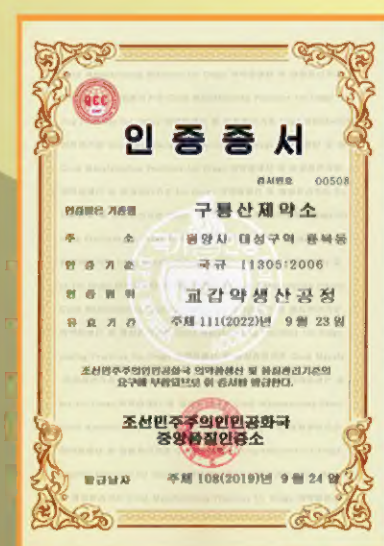 QCC
인증증서
증서번호 00508
인증받은 기관명 구룡산제약소
주 소 평양시 대성구역 룡북동
인증기준 국규 11305:2006
인증범위 교갑약생산공정
유효기간 주체 111(2022)년 9월 23일
조선민주주의인민공화국 의약품생산 및 품질관리기준의
요구에 부합되므로 이 증서를 발급한다.
조선민주주의인민공화국
중앙품질인증소
발급날자 주체 108(2019)년 9월 24일